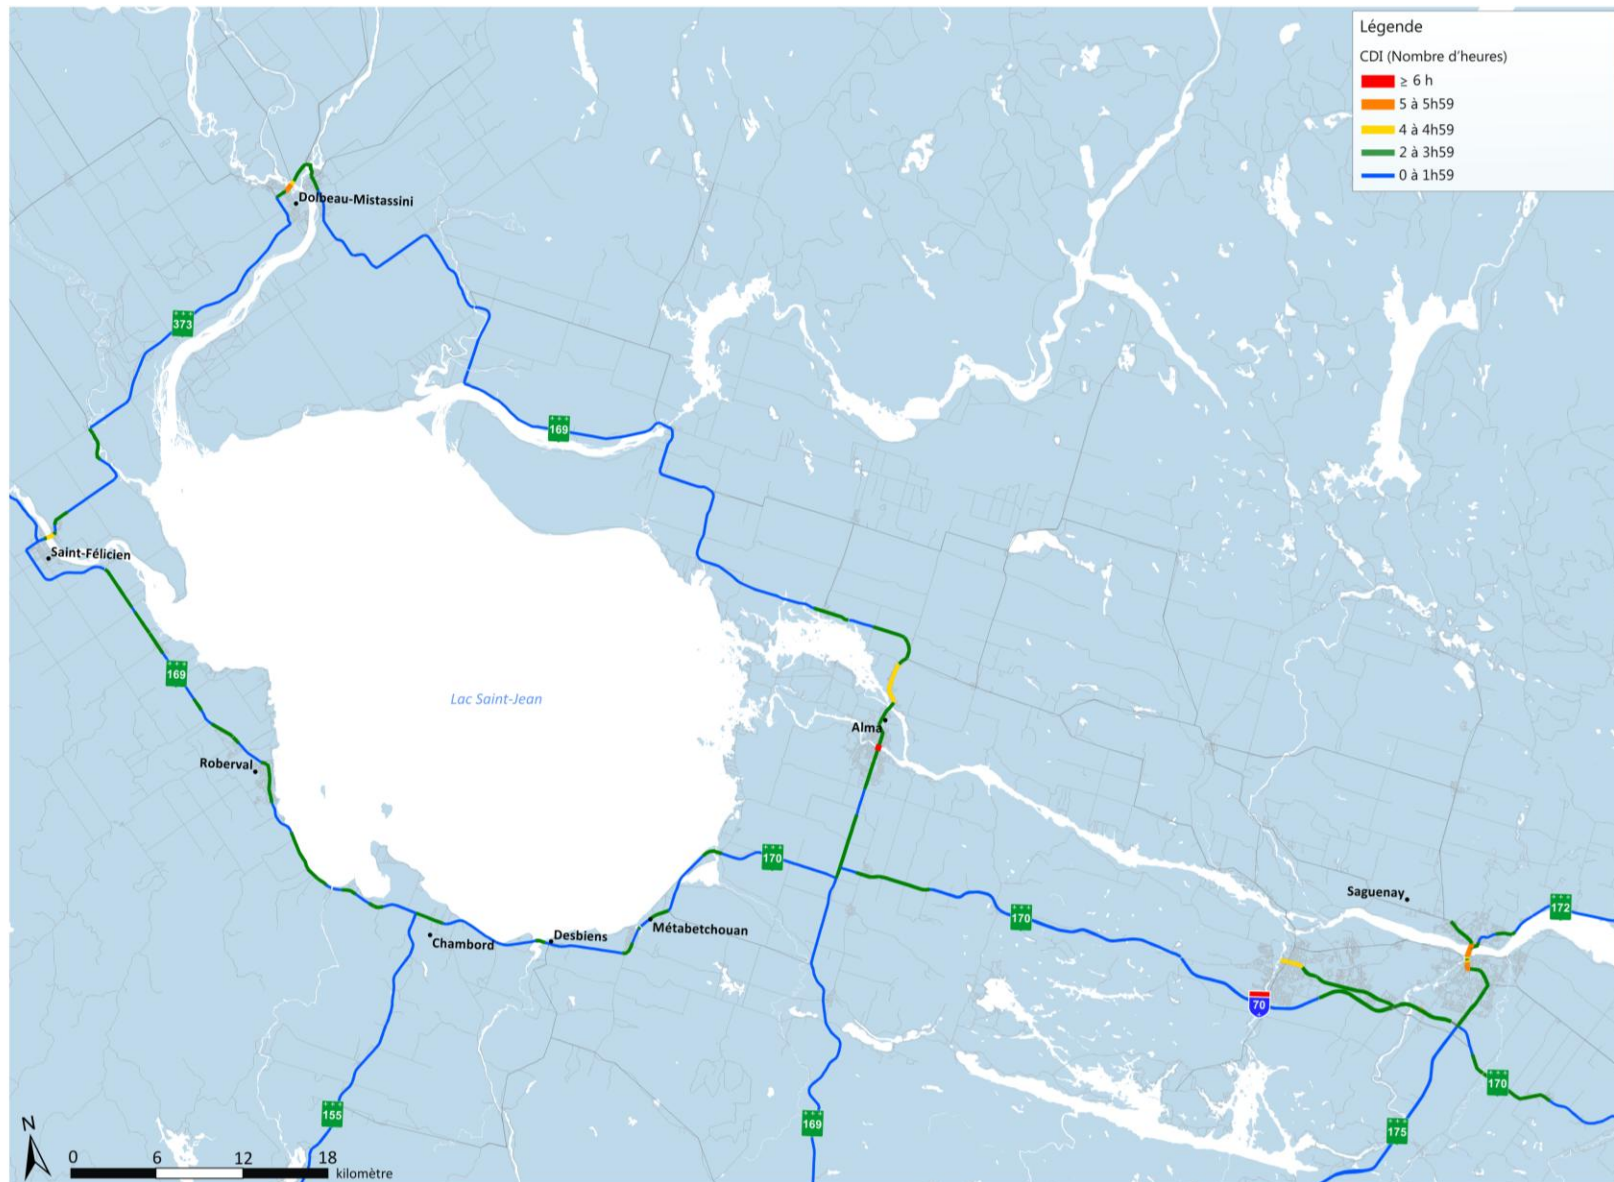 Légende
CDI (Nombre d'heures)
≥ 6 h
5 à 5h59
4 à 4h59
2 à 3h59
0 à 1h59
Dolbeau-Mistassini
373
169
Saint-Félicien
169
Lac Saint-Jean
Alma
Roberval
170
Saguenay
172
170
Métabetchouan
Desbiens
Chambord
70
170
155
169
175
N
0 6 12 18
kilomètre